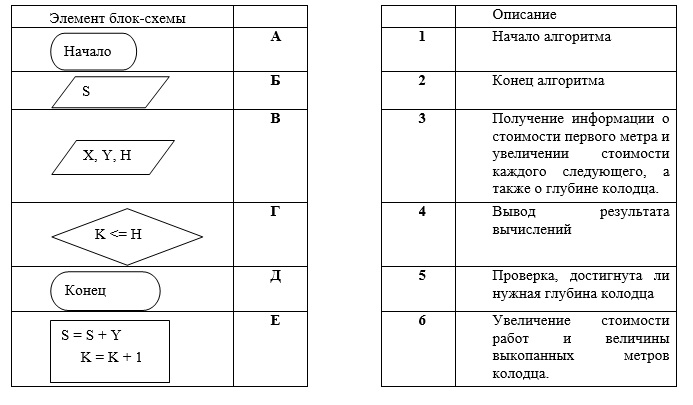 Элемент блок-схемы
Начало
А
S
Б
X, Y, H
В
K <= H
Г
Конец
Д
S = S + Y
K = K + 1
Е
Описание
1
Начало алгоритма
2
Конец алгоритма
3
Получение информации о
стоимости первого метра и
увеличении стоимости
каждого следующего, а
также о глубине колодца.
4
Вывод результата
вычислений
5
Проверка, достигнута ли
нужная глубина колодца
6
Увеличение стоимости
работ и величины
выкопанных метров
колодца.